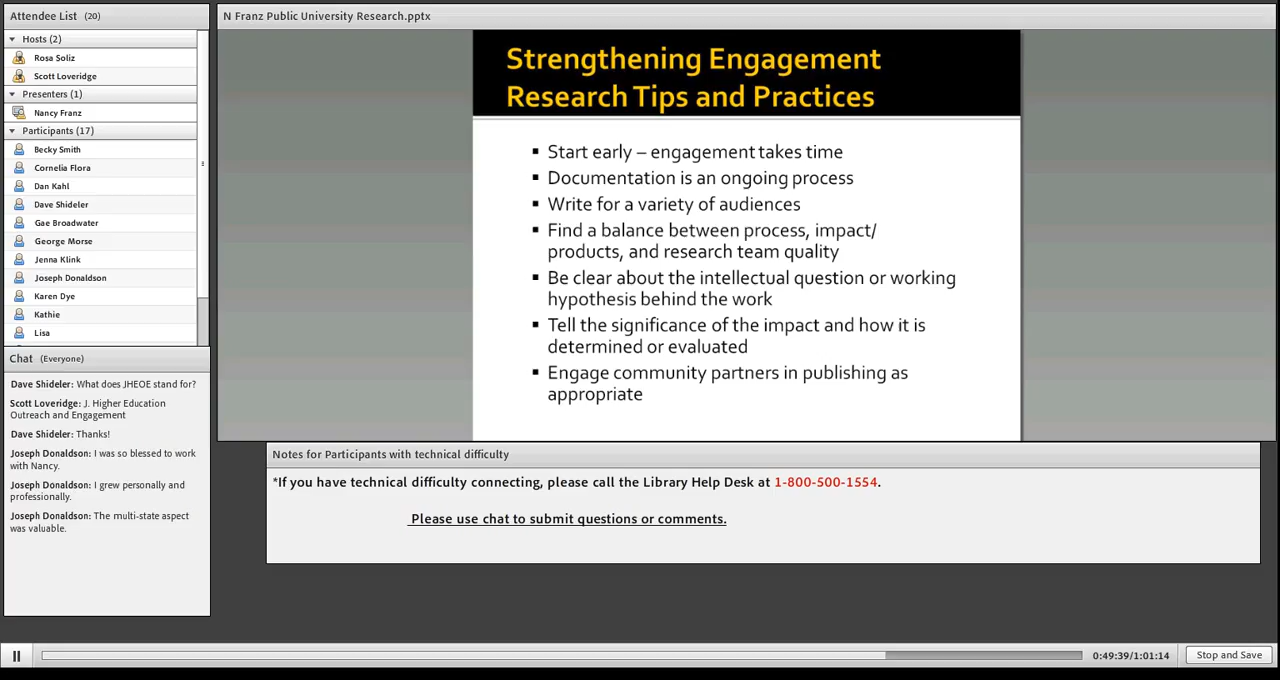 Attendee List (20)
Hosts (2)
Rosa Soliz
Scott Loveridge
Presenters (1)
Nancy Franz
Participants (17)
Becky Smith
Cornelia Flora
Dan Kahl
Dave Shideler
Gae Broadwater
George Morse
Jenna Klink
Joseph Donaldson
Karen Dye
Kathie
Lisa
Chat (Everyone)
Dave Shideler: What does JHEOE stand for?
Scott Loveridge: J. Higher Education
Outreach and Engagement
Dave Shideler: Thanks!
Joseph Donaldson: I was so blessed to work
with Nancy.
Joseph Donaldson: I grew personally and
professionally.
Joseph Donaldson: The multi-state aspect
was valuable.
N Franz Public University Research.pptx
Strengthening Engagement
Research Tips and Practices
▪ Start early – engagement takes time
▪ Documentation is an ongoing process
▪ Write for a variety of audiences
▪ Find a balance between process, impact/
products, and research team quality
▪ Be clear about the intellectual question or working
hypothesis behind the work
▪ Tell the significance of the impact and how it is
determined or evaluated
▪ Engage community partners in publishing as
appropriate
Notes for Participants with technical difficulty
*If you have technical difficulty connecting, please call the Library Help Desk at 1-800-500-1554.
Please use chat to submit questions or comments.
0:49:39/1:01:14
Stop and Save